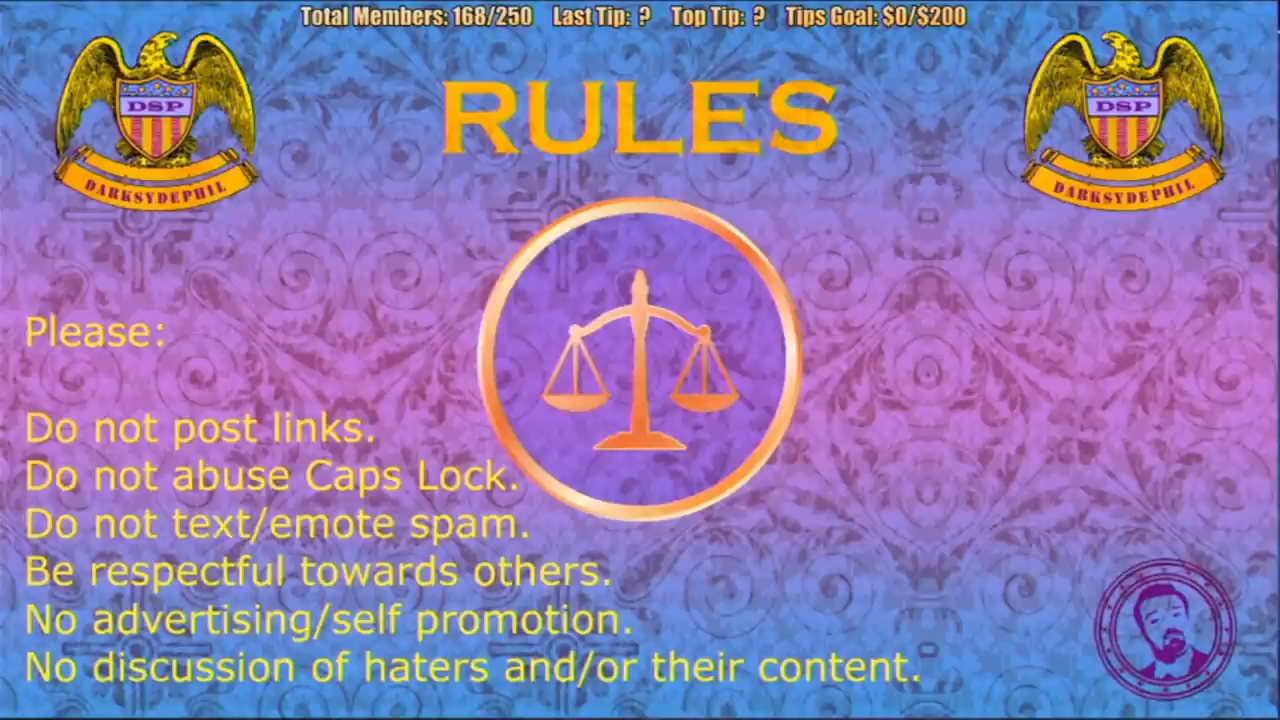 Total Members: 168/250 Last Tip: ? Top Tip: ? Tips Goal: $0/$200
DSP
DARKSYDEPHIL
RULES
DSP
DARKSYDEPHIL
Please:
Do not post links.
Do not abuse Caps Lock.
Do not text/emote spam.
Be respectful towards others.
No advertising/self promotion.
No discussion of haters and/or their content.